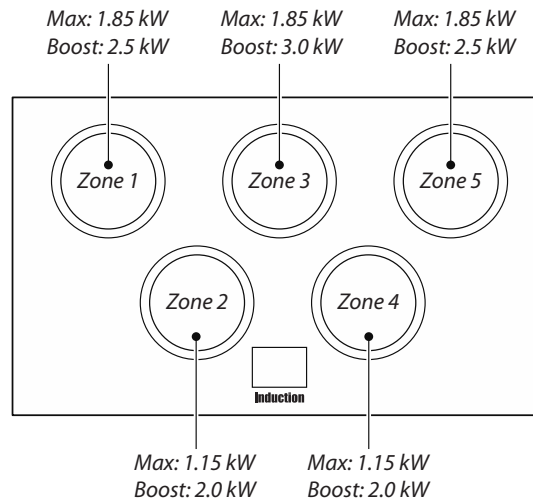 Max: 1.85 kW
Boost: 2.5 kW
Max: 1.85 kW
Boost: 3.0 kW
Max: 1.85 kW
Boost: 2.5 kW
Zone 1
Zone 3
Zone 5
Zone 2
Zone 4
Induction
Max: 1.15 kW
Boost: 2.0 kW
Max: 1.15 kW
Boost: 2.0 kW